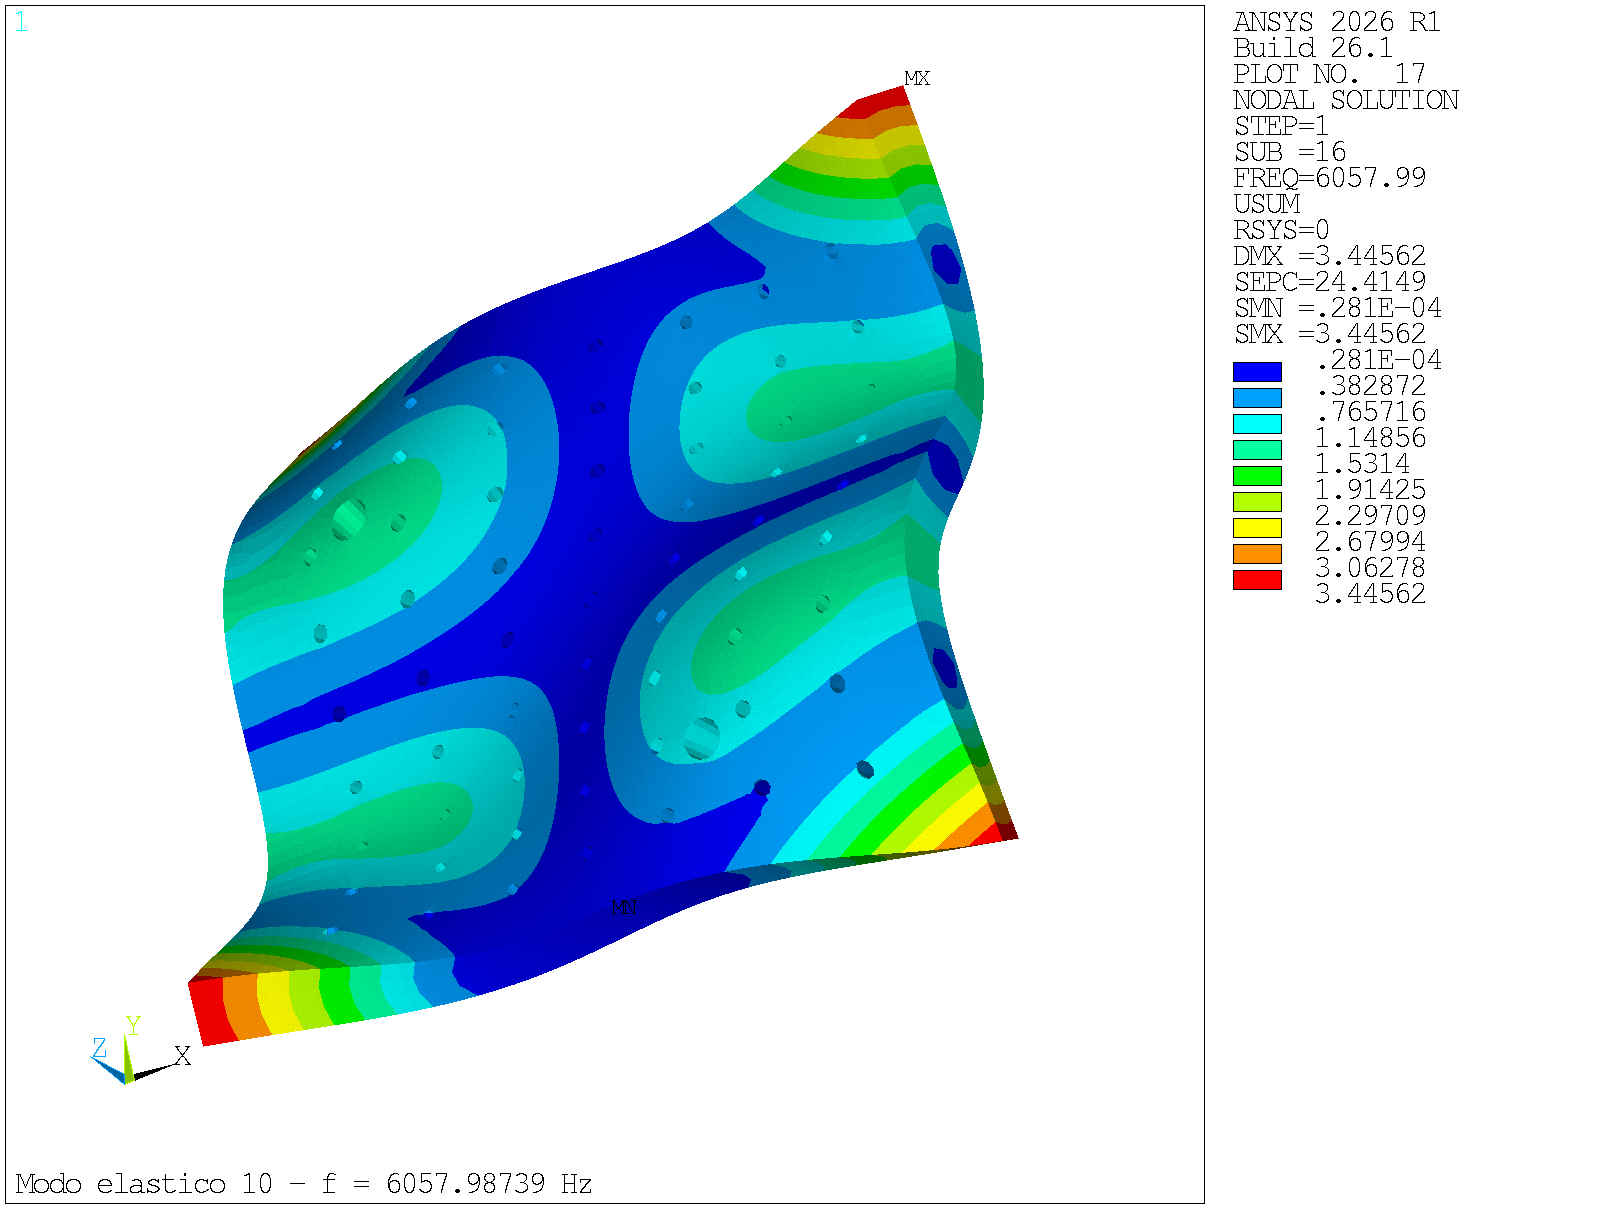 1
ANSYS 2026 R1
Build 26.1
PLOT NO. 17
NODAL SOLUTION
STEP=1
SUB =16
FREQ=6057.99
USUM
RSYS=0
DMX =3.44562
SEPC=24.4149
SMN =.281E-04
SMX =3.44562
.281E-04
.382872
.765716
1.14856
1.5314
1.91425
2.29709
2.67994
3.06278
3.44562
MX
MN
Y
Z
X
Modo elastico 10 - f = 6057.98739 Hz